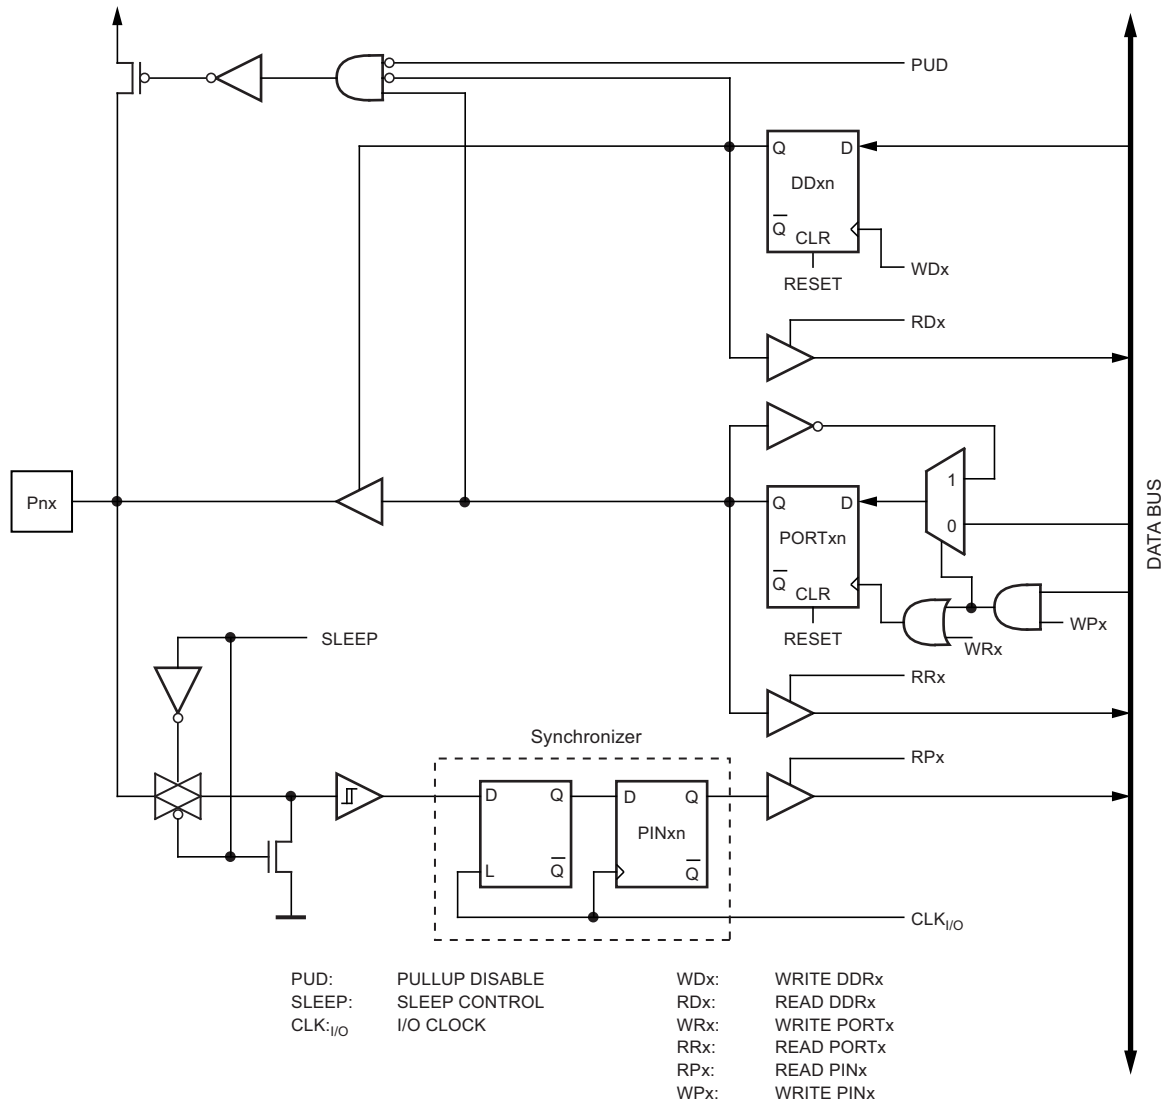 PUD
Q D
DDxn
Q̅
CLR
WDx
RESET
RDx
1
Pnx
Q D
0
PORTxn
DATA BUS
Q̅
CLR
WPx
SLEEP
RESET
WRx
RRx
Synchronizer
RPx
D Q D Q
PINxn
L Q̅ Q̅
CLK I/O
PUD: PULLUP DISABLE
SLEEP: SLEEP CONTROL
CLK: I/O I/O CLOCK
WDx: WRITE DDRx
RDx: READ DDRx
WRx: WRITE PORTx
RRx: READ PORTx
RPx: READ PINx
WPx: WRITE PINx